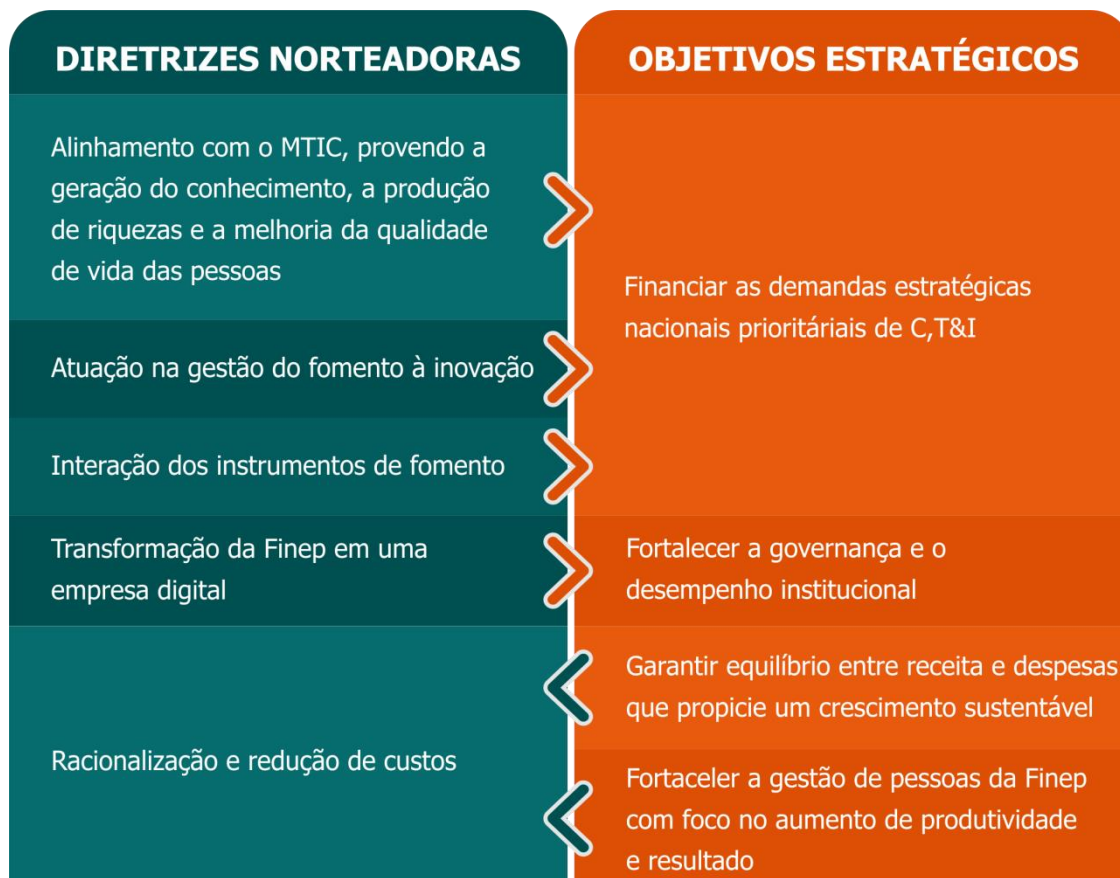 DIRETRIZES NORTEADORAS
Alinhamento com o MTIC, provendo a
geração do conhecimento, a produção
de riquezas e a melhoria da qualidade
de vida das pessoas
Atuação na gestão do fomento à inovação
Interação dos instrumentos de fomento
Transformação da Finep em uma
empresa digital
Racionalização e redução de custos
OBJETIVOS ESTRATÉGICOS
Financiar as demandas estratégicas
nacionais prioritáriais de C,T&I
Fortalecer a governança e o
desempenho institucional
Garantir equilíbrio entre receita e despesas
que propicie um crescimento sustentável
Fortaceler a gestão de pessoas da Finep
com foco no aumento de produtividade
e resultado